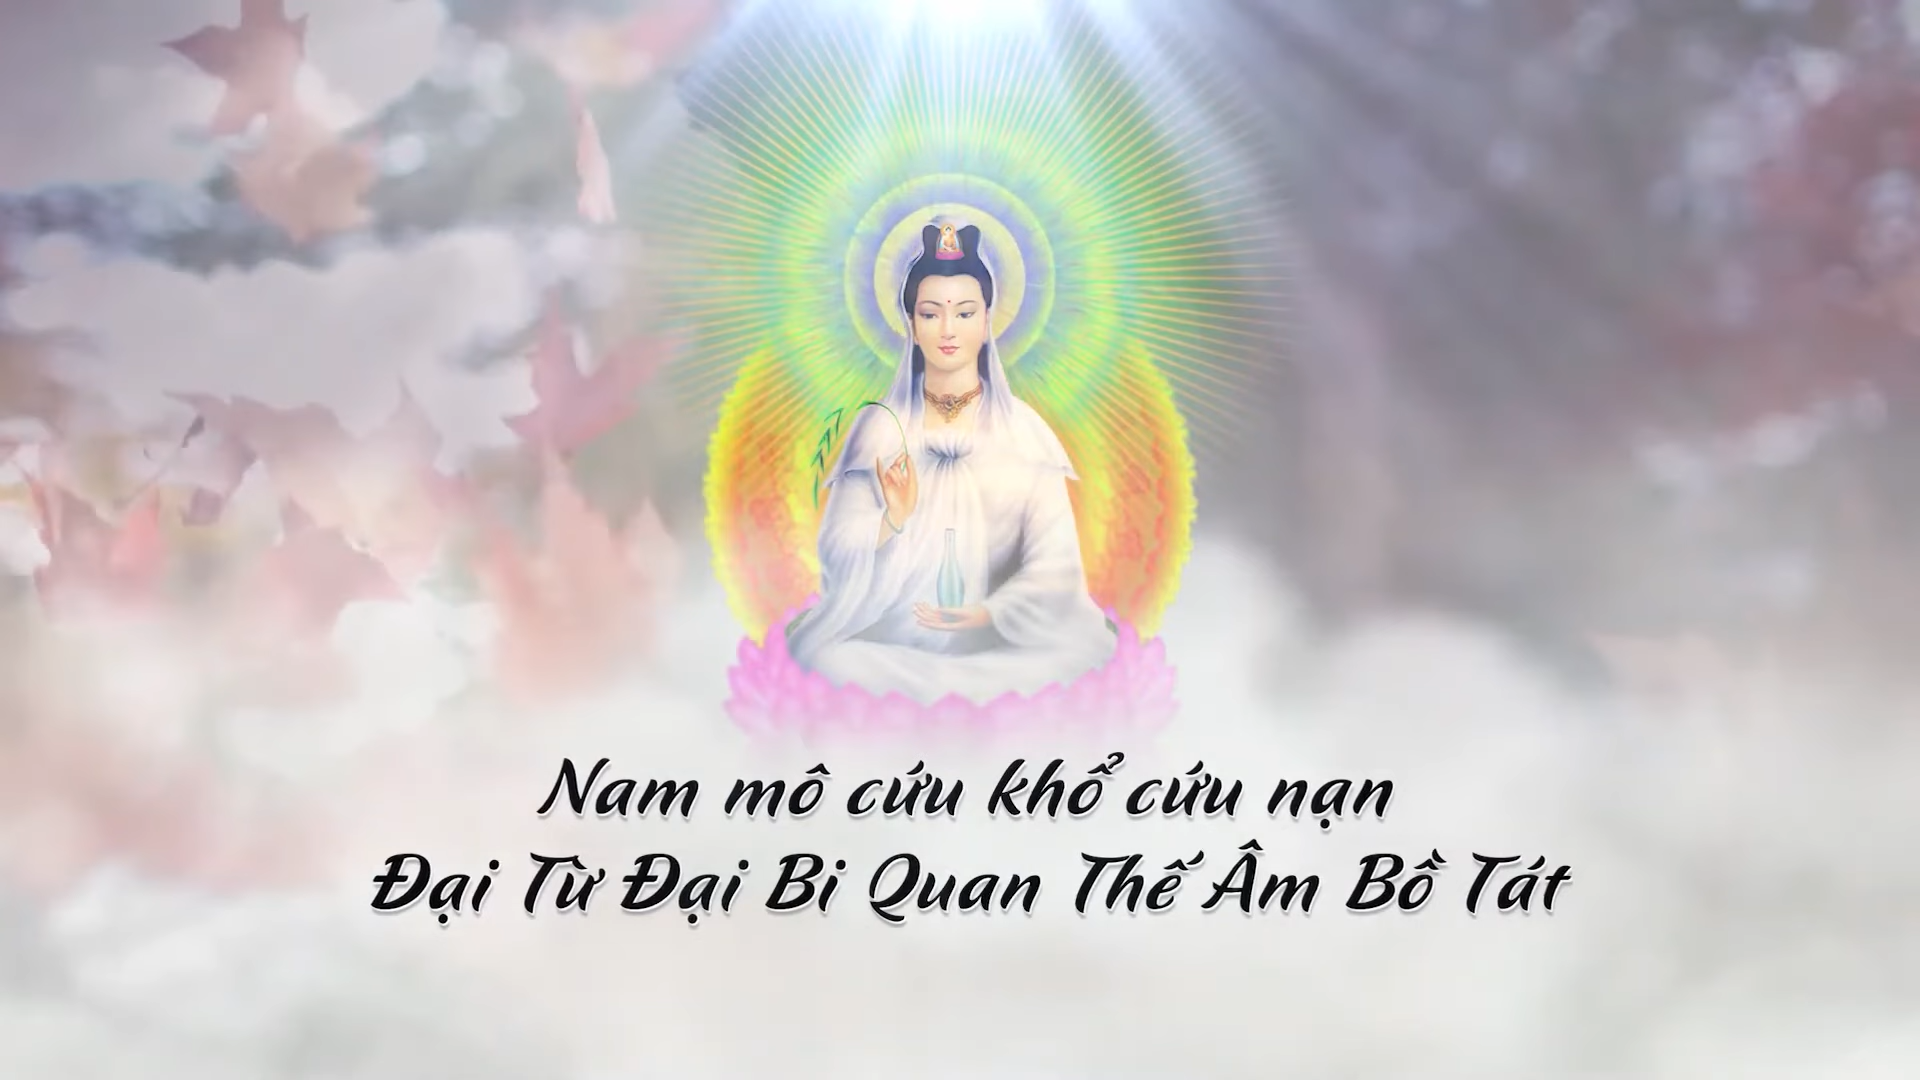 Nam mô cứu khổ cứu nạn
Đại Từ Đại Bi Quan Thế Âm Bồ Tát